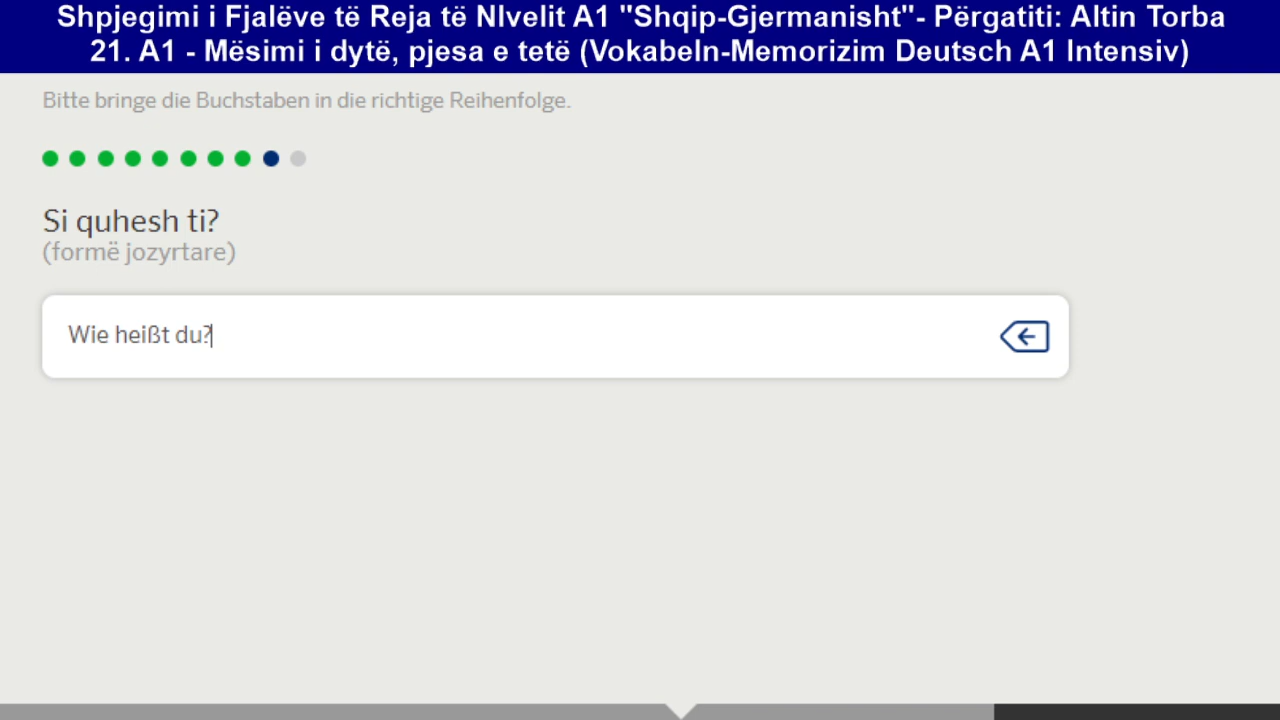 Shpjegimi i Fjalëve të Reja të NIvelit A1 "Shqip-Gjermanisht"- Përgatiti: Altin Torba
21. A1 - Mësimi i dytë, pjesa e tetë (Vokabeln-Memorizim Deutsch A1 Intensiv)
Bitte bringe die Buchstaben in die richtige Reihenfolge.
Si quhesh ti?
(formë jozyrtare)
Wie heißt du?